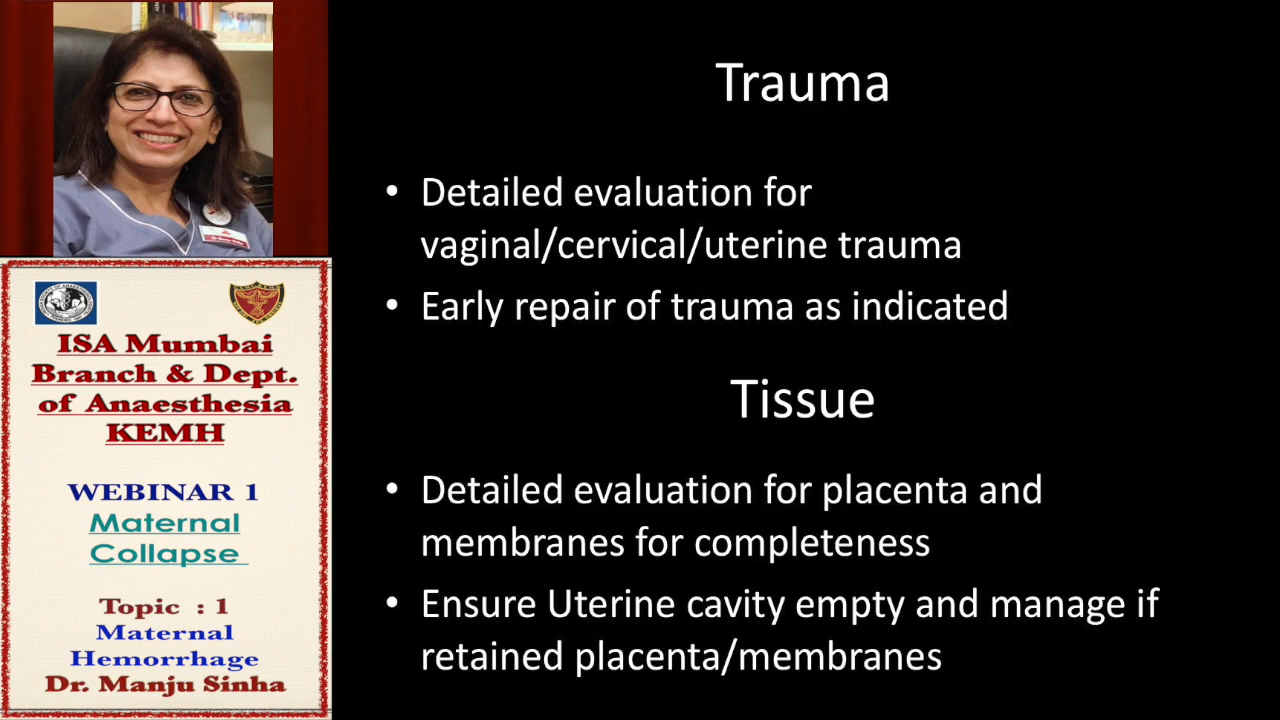 Trauma
• Detailed evaluation for
vaginal/cervical/uterine trauma
• Early repair of trauma as indicated
Tissue
• Detailed evaluation for placenta and
membranes for completeness
• Ensure Uterine cavity empty and manage if
retained placenta/membranes
ISA Mumbai
Branch & Dept.
of Anaesthesia
KEMH
WEBINAR 1
Maternal
Collapse
Topic : 1
Maternal
Hemorrhage
Dr. Manju Sinha